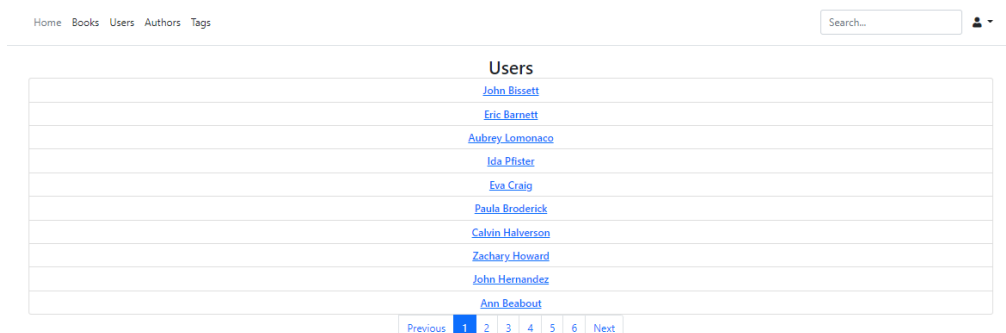 Home Books Users Authors Tags Search...
Users
John Bissett
Eric Barnett
Aubrey Lomonaco
Ida Pfister
Eva Craig
Paula Broderick
Calvin Halverson
Zachary Howard
John Hernandez
Ann Beabout
Previous 1 2 3 4 5 6 Next